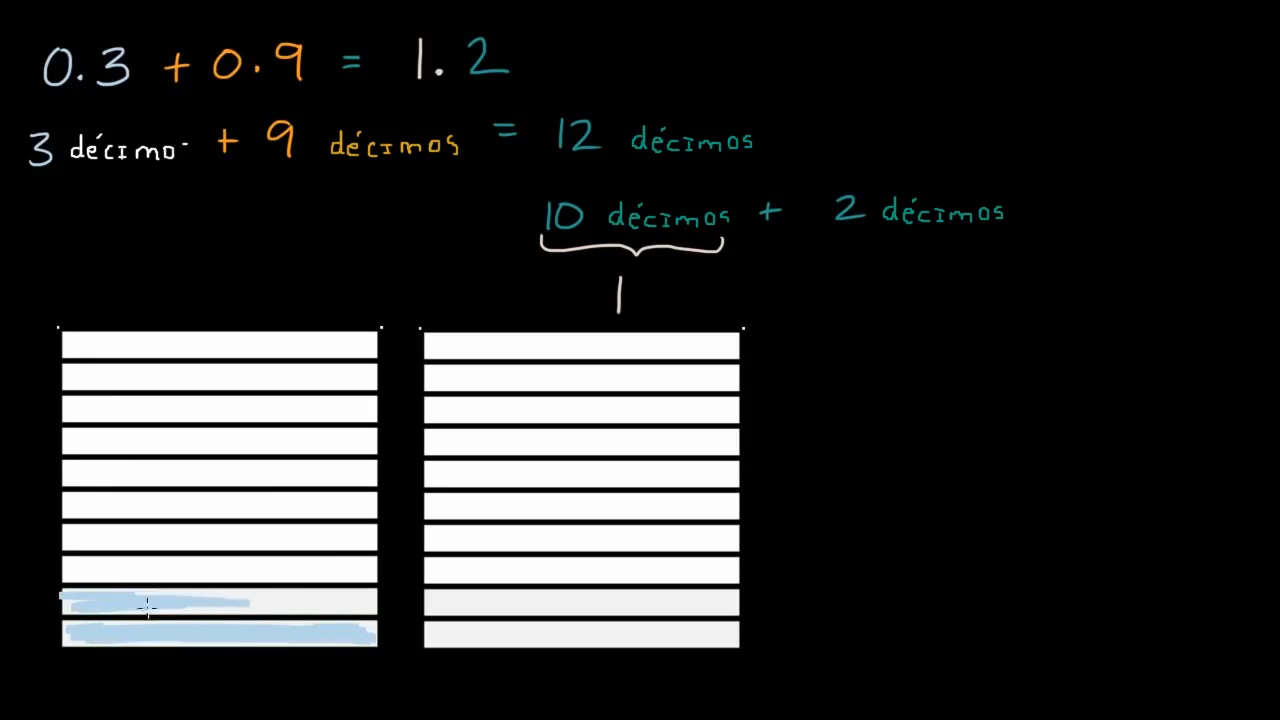 0.3 + 0.9 = 1.2
3 décimo + 9 décimos = 12 décimos
10 décimos + 2 décimos
1